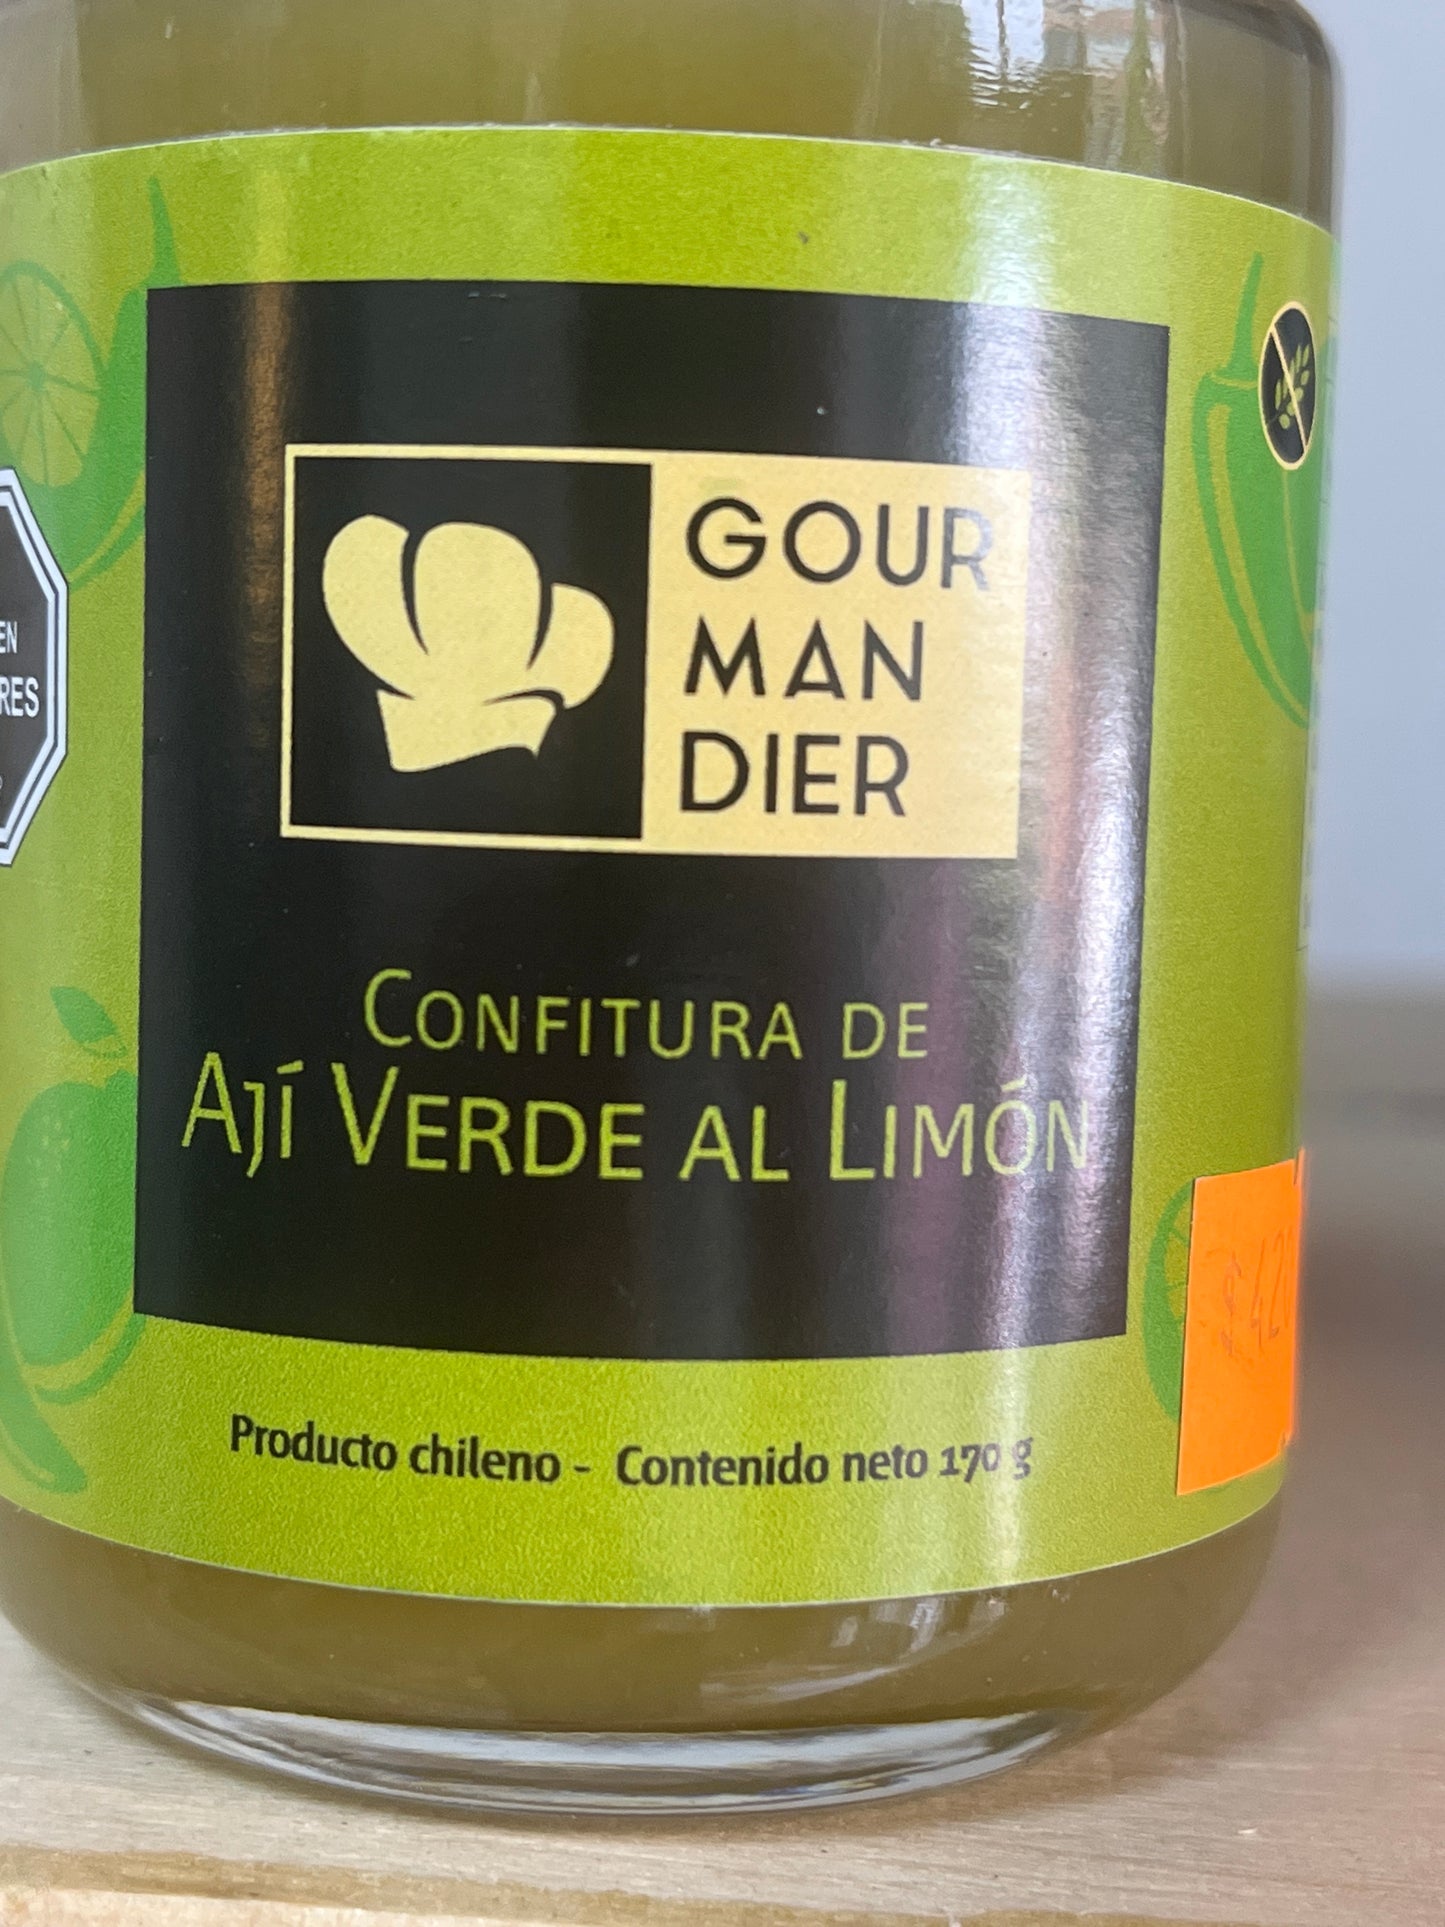 GOUR
MAN
DIER
CONFITURA DE
AJÍ VERDE AL LIMÓN
Producto chileno - Contenido neto 170 g